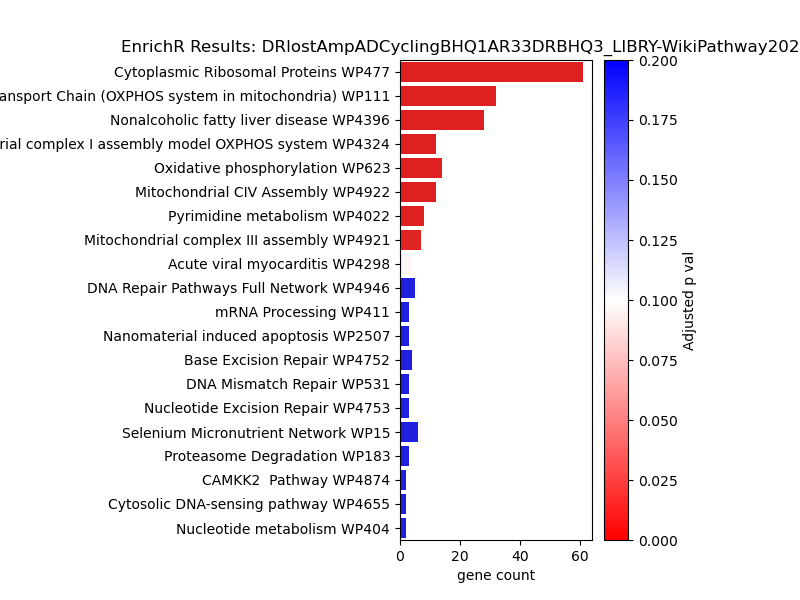 EnrichR Results: DRlostAmpADCyclingBHQ1AR33DRBHQ3_LIBRY-WikiPathway202
Cytoplasmic Ribosomal Proteins WP477
Chain (OXPHOS system in mitochondria) WP111
Nonalcoholic fatty liver disease WP4396
complex I assembly model OXPHOS system WP4324
Oxidative phosphorylation WP623
Mitochondrial CIV Assembly WP4922
Pyrimidine metabolism WP4022
Mitochondrial complex III assembly WP4921
Acute viral myocarditis WP4298
DNA Repair Pathways Full Network WP4946
mRNA Processing WP411
Nanomaterial induced apoptosis WP2507
Base Excision Repair WP4752
DNA Mismatch Repair WP531
Nucleotide Excision Repair WP4753
Selenium Micronutrient Network WP15
Proteasome Degradation WP183
CAMKK2  Pathway WP4874
Cytosolic DNA-sensing pathway WP4655
Nucleotide metabolism WP404
0 20 40 60
gene count
0.200
0.175
0.150
0.125
0.100
0.075
0.050
0.025
0.000
Adjusted p val